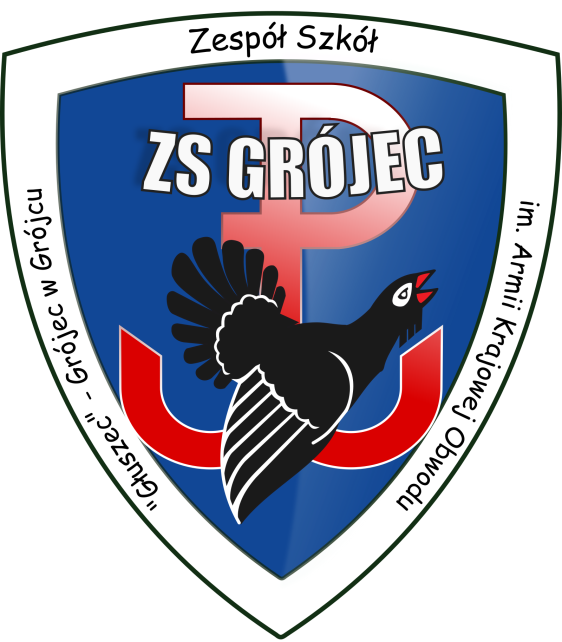 Zespół Szkół
ZS GRÓJEC
im. Armii Krajowej Obwodu
"Głuszec" - Grójec w Grójcu